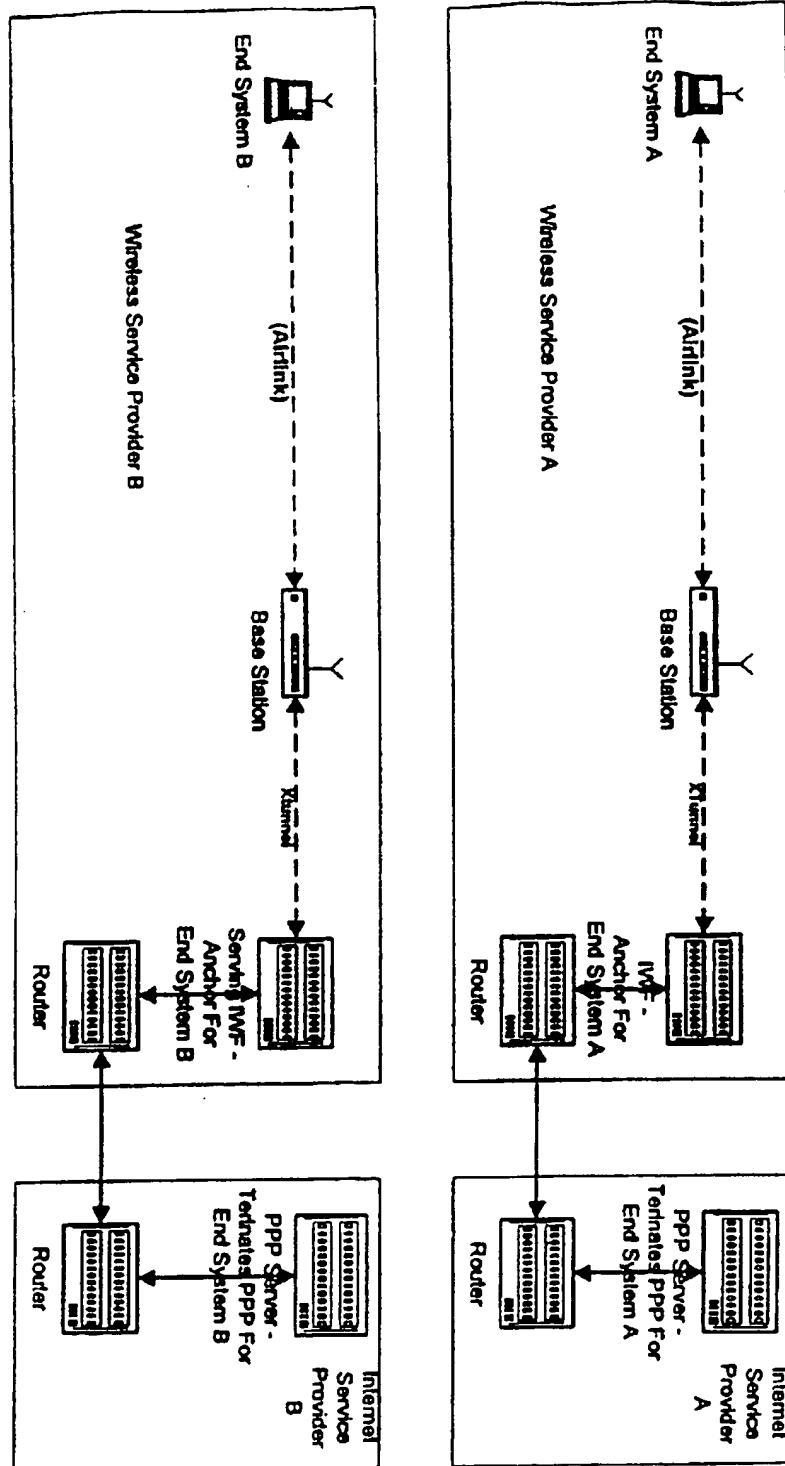 End System A
(Airlink)
Wireless Service Provider A
Base Station
XTunnel
IWF -
Anchor For
End System A
Router
Internet
Service
Provider
A
PPP Server -
Terinates PPP For
End System A
Router
End System B
(Airlink)
Wireless Service Provider B
Base Station
Xtunnel
Serving IWF -
Anchor For
End System B
Router
Internet
Service
Provider
B
PPP Server -
Terinates PPP For
End System B
Router